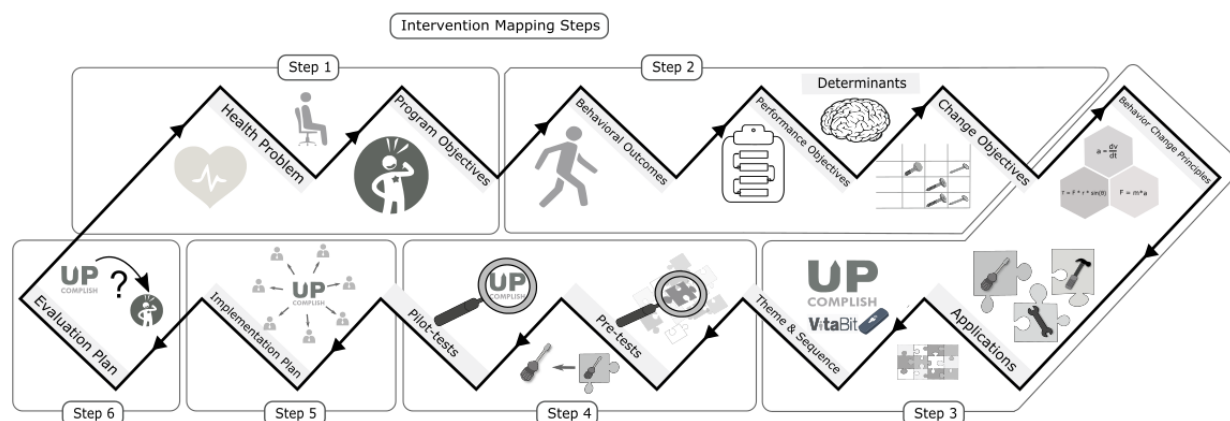 Intervention Mapping Steps
Step 1
Step 2
Health Problem
Program Objectives
Behavioral Outcomes
Performance Objectives
Determinants
Change Objectives
Behavior Change Principles
a = dv/dt
τ = F * r * sin(θ)
F = m*a
UP
COMPLISH
?
Evaluation Plan
UP
COMPLISH
Implementation Plan
UP
COMPLISH
Pilot-tests
Pre-tests
UP
COMPLISH
VitaBit
Theme & Sequence
Applications
Step 6
Step 5
Step 4
Step 3